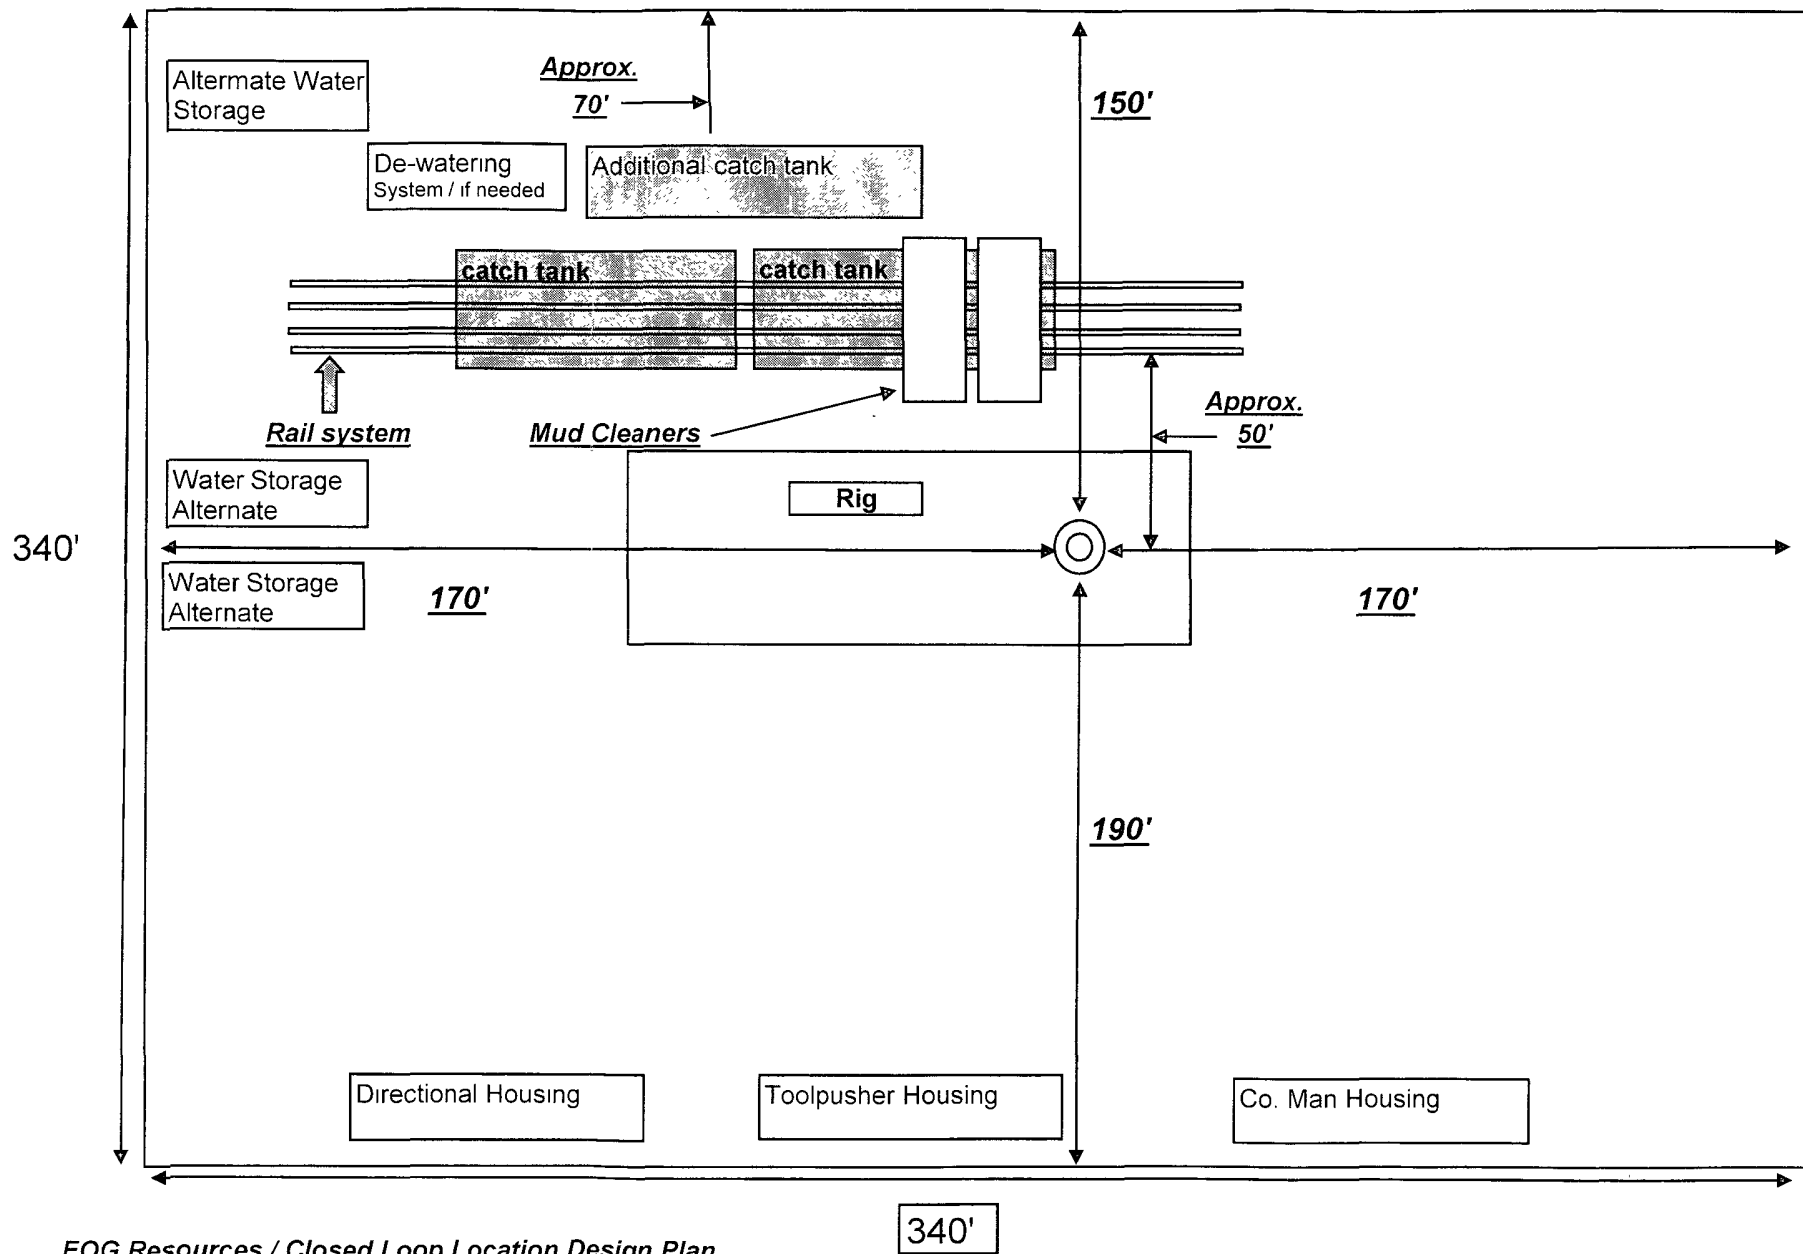 Altermate Water
Storage
Approx.
70'
150'
De-watering
System / if needed
Additional catch tank
catch tank
catch tank
Rail system
Mud Cleaners
Approx.
50'
Water Storage
Alternate
Rig
340'
Water Storage
Alternate
170'
170'
190'
Directional Housing
Toolpusher Housing
Co. Man Housing
340'
EOG Resources / Closed Loop Location Design Plan